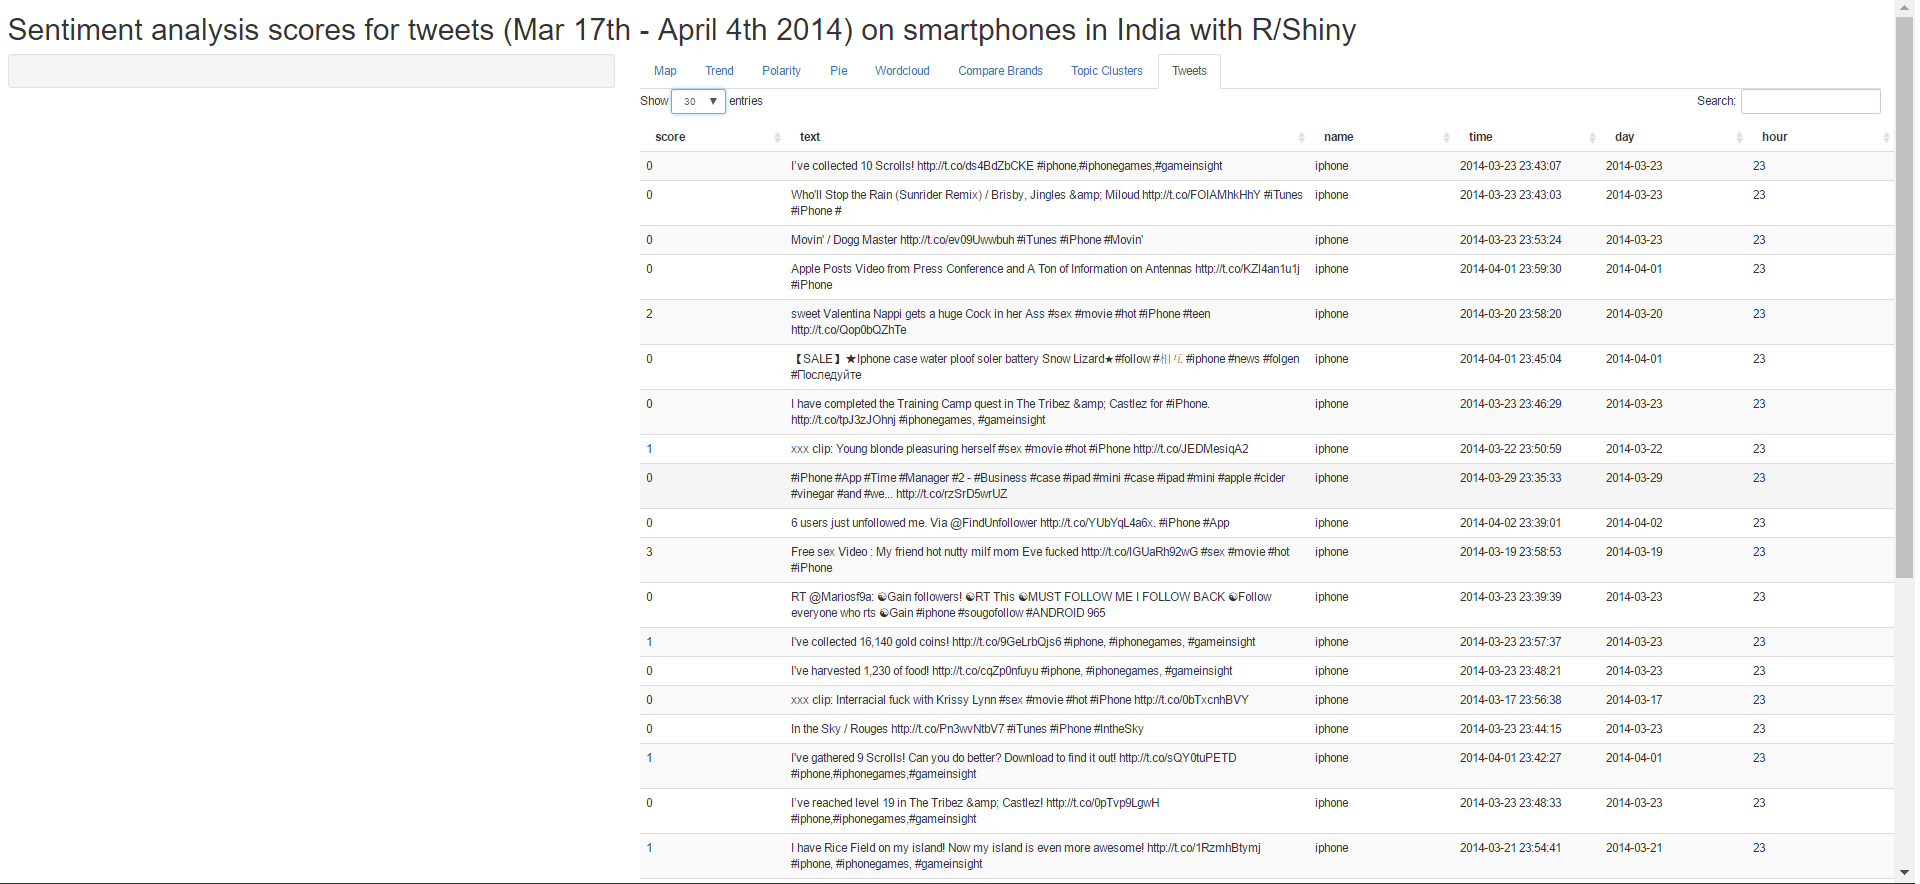 Sentiment analysis scores for tweets (Mar 17th - April 4th 2014) on smartphones in India with R/Shiny
Map Trend Polarity Pie Wordcloud Compare Brands Topic Clusters Tweets
Show 30 entries Search:
score text name time day hour
0 I've collected 10 Scrolls! http://t.co/ds4BdZbCKE #iphone,#iphonegames,#gameinsight iphone 2014-03-23 23:43:07 2014-03-23 23
0 Who'll Stop the Rain (Sunrider Remix) / Brisby, Jingles &amp; Miloud http://t.co/FOIAMhkHhY #iTunes iphone 2014-03-23 23:43:03 2014-03-23 23
#iPhone #
0 Movin' / Dogg Master http://t.co/ev09Uwwbuh #iTunes #iPhone #Movin' iphone 2014-03-23 23:53:24 2014-03-23 23
0 Apple Posts Video from Press Conference and A Ton of Information on Antennas http://t.co/KZI4an1u1j iphone 2014-04-01 23:59:30 2014-04-01 23
#iPhone
2 sweet Valentina Nappi gets a huge Cock in her Ass #sex #movie #hot #iPhone #teen iphone 2014-03-20 23:58:20 2014-03-20 23
http://t.co/Qop0bQZhTe
0 【SALE】★Iphone case water ploof soler battery Snow Lizard★#follow #相互 #iphone #news #folgen iphone 2014-04-01 23:45:04 2014-04-01 23
#Последуйте
0 I have completed the Training Camp quest in The Tribez &amp; Castlez for #iPhone. iphone 2014-03-23 23:46:29 2014-03-23 23
http://t.co/tpJ3zJOhnj #iphonegames, #gameinsight
1 xxx clip: Young blonde pleasuring herself #sex #movie #hot #iPhone http://t.co/JEDMesiqA2 iphone 2014-03-22 23:50:59 2014-03-22 23
0 #iPhone #App #Time #Manager #2 - #Business #case #ipad #mini #case #ipad #mini #apple #cider iphone 2014-03-29 23:35:33 2014-03-29 23
#vinegar #and #we... http://t.co/rzSrD5wrUZ
0 6 users just unfollowed me. Via @FindUnfollower http://t.co/YUbYqL4a6x. #iPhone #App iphone 2014-04-02 23:39:01 2014-04-02 23
3 Free sex Video : My friend hot nutty milf mom Eve fucked http://t.co/IGUaRh92wG #sex #movie #hot iphone 2014-03-19 23:58:53 2014-03-19 23
#iPhone
0 RT @Mariosf9a: ☯Gain followers! ☯RT This ☯MUST FOLLOW ME I FOLLOW BACK ☯Follow iphone 2014-03-23 23:39:39 2014-03-23 23
everyone who rts ☯Gain #iphone #sougofollow #ANDROID 965
1 I've collected 16,140 gold coins! http://t.co/9GeLrbQjs6 #iphone, #iphonegames, #gameinsight iphone 2014-03-23 23:57:37 2014-03-23 23
0 I've harvested 1,230 of food! http://t.co/cqZp0nfuyu #iphone, #iphonegames, #gameinsight iphone 2014-03-23 23:48:21 2014-03-23 23
0 xxx clip: Interracial fuck with Krissy Lynn #sex #movie #hot #iPhone http://t.co/0bTxcnhBVY iphone 2014-03-17 23:56:38 2014-03-17 23
0 In the Sky / Rouges http://t.co/Pn3wvNtbV7 #iTunes #iPhone #IntheSky iphone 2014-03-23 23:44:15 2014-03-23 23
1 I've gathered 9 Scrolls! Can you do better? Download to find it out! http://t.co/sQY0tuPETD iphone 2014-04-01 23:42:27 2014-04-01 23
#iphone,#iphonegames,#gameinsight
0 I've reached level 19 in The Tribez &amp; Castlez! http://t.co/0pTvp9LgwH iphone 2014-03-23 23:48:33 2014-03-23 23
#iphone,#iphonegames,#gameinsight
1 I have Rice Field on my island! Now my island is even more awesome! http://t.co/1RzmhBtymj iphone 2014-03-21 23:54:41 2014-03-21 23
#iphone, #iphonegames, #gameinsight